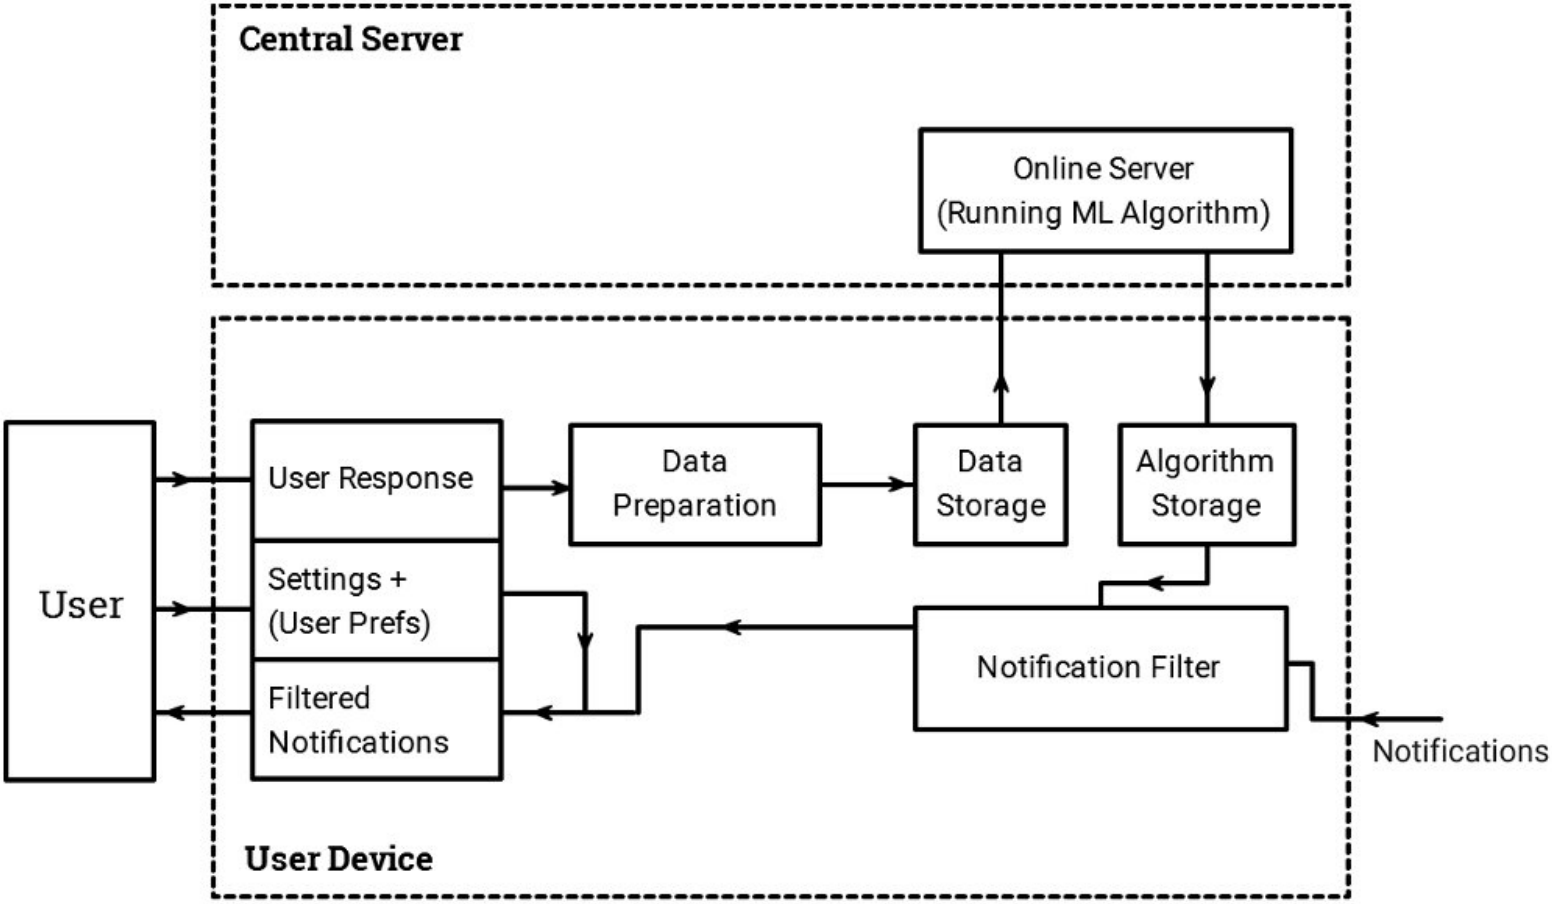 Central Server
Online Server
(Running ML Algorithm)
User
User Response
Settings +
(User Prefs)
Filtered
Notifications
Data
Preparation
Data
Storage
Algorithm
Storage
Notification Filter
Notifications
User Device